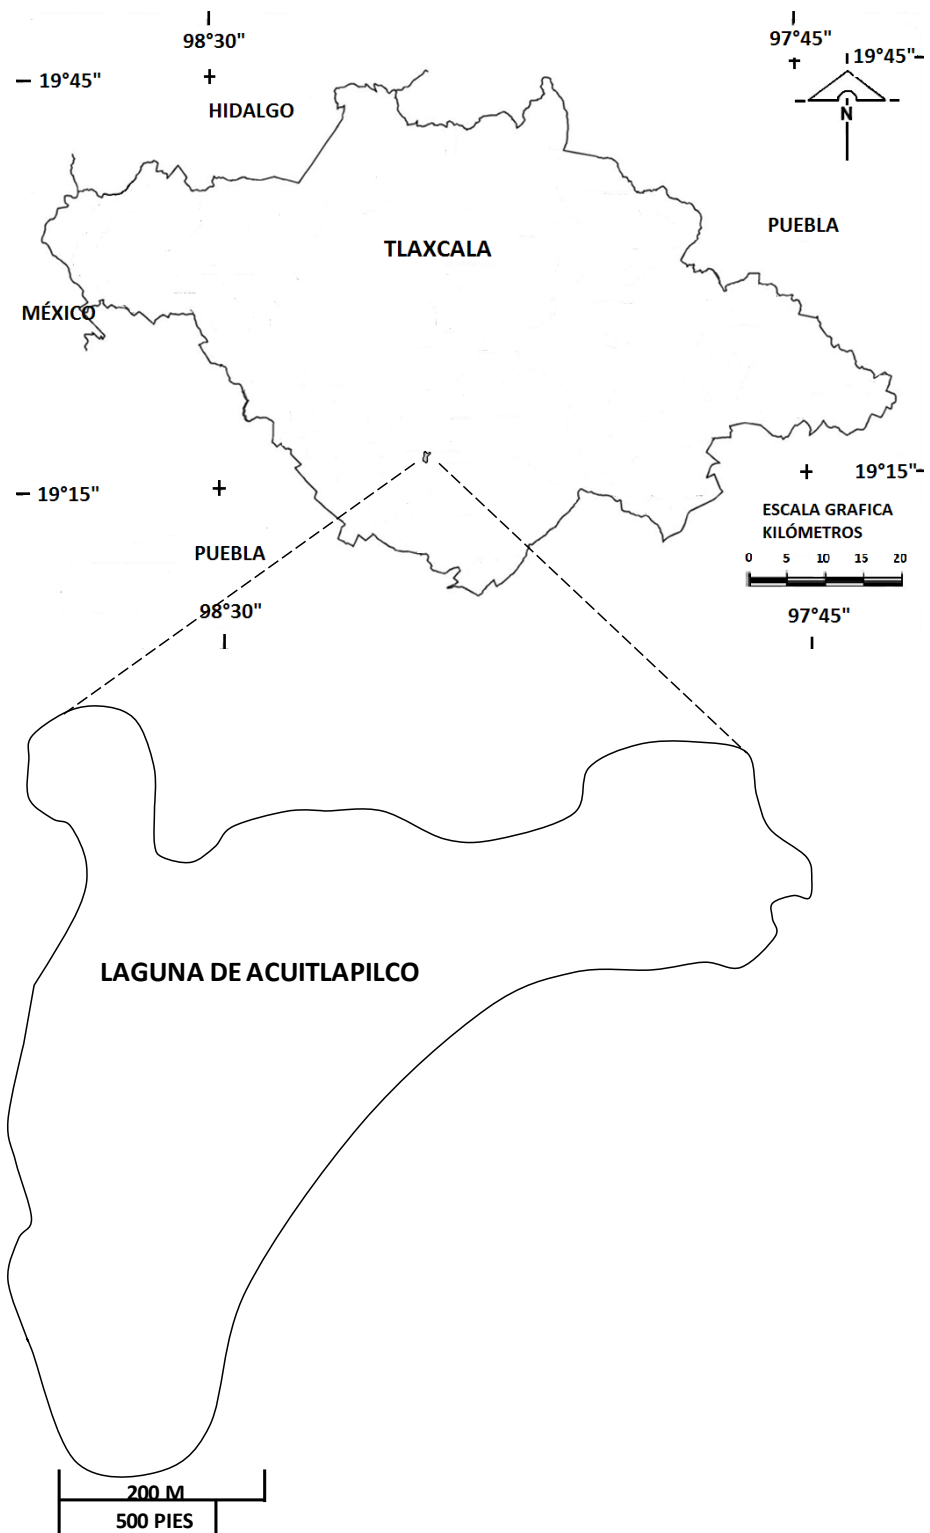 98°30"
97°45"
19°45"
19°45"
HIDALGO
N
PUEBLA
TLAXCALA
MÉXICO
19°15"
19°15"
ESCALA GRAFICA
KILÓMETROS
PUEBLA
0 5 10 15 20
98°30"
97°45"
LAGUNA DE ACUITLAPILCO
200 M
500 PIES